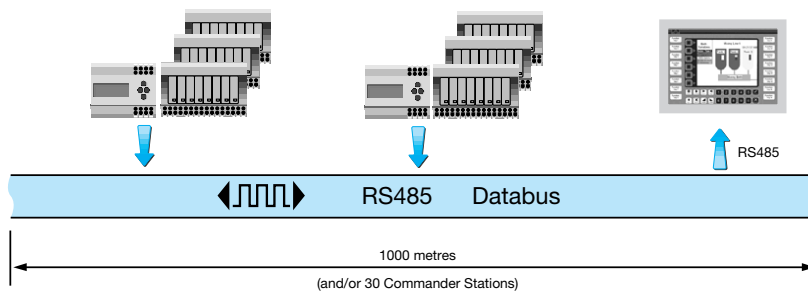 RS485
RS485 Databus
1000 metres
(and/or 30 Commander Stations)